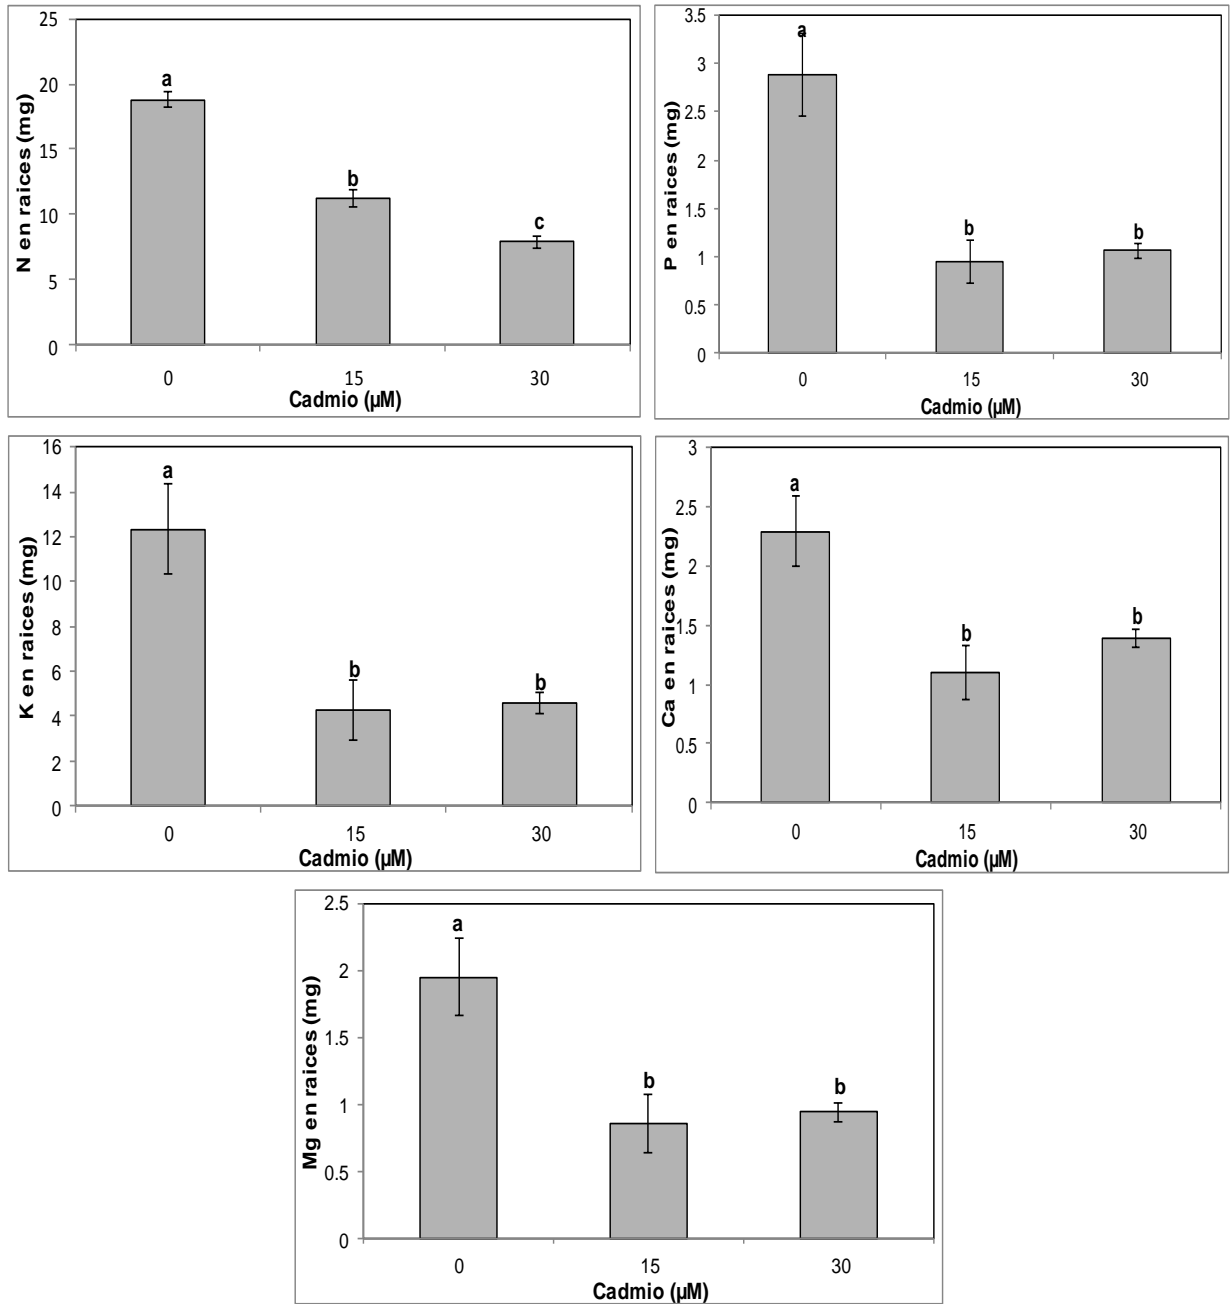 25
20
15
10
5
0
N en raices (mg)
a
b
c
0 15 30
Cadmio (µM)
3.5
3
2.5
2
1.5
1
0.5
0
P en raices (mg)
a
b
b
0 15 30
Cadmio (µM)
16
14
12
10
8
6
4
2
0
K en raices (mg)
a
b
b
0 15 30
Cadmio (µM)
3
2.5
2
1.5
1
0.5
0
Ca en raices (mg)
a
b
b
0 15 30
Cadmio (µM)
2.5
2
1.5
1
0.5
0
Mg en raices (mg)
a
b
b
0 15 30
Cadmio (µM)